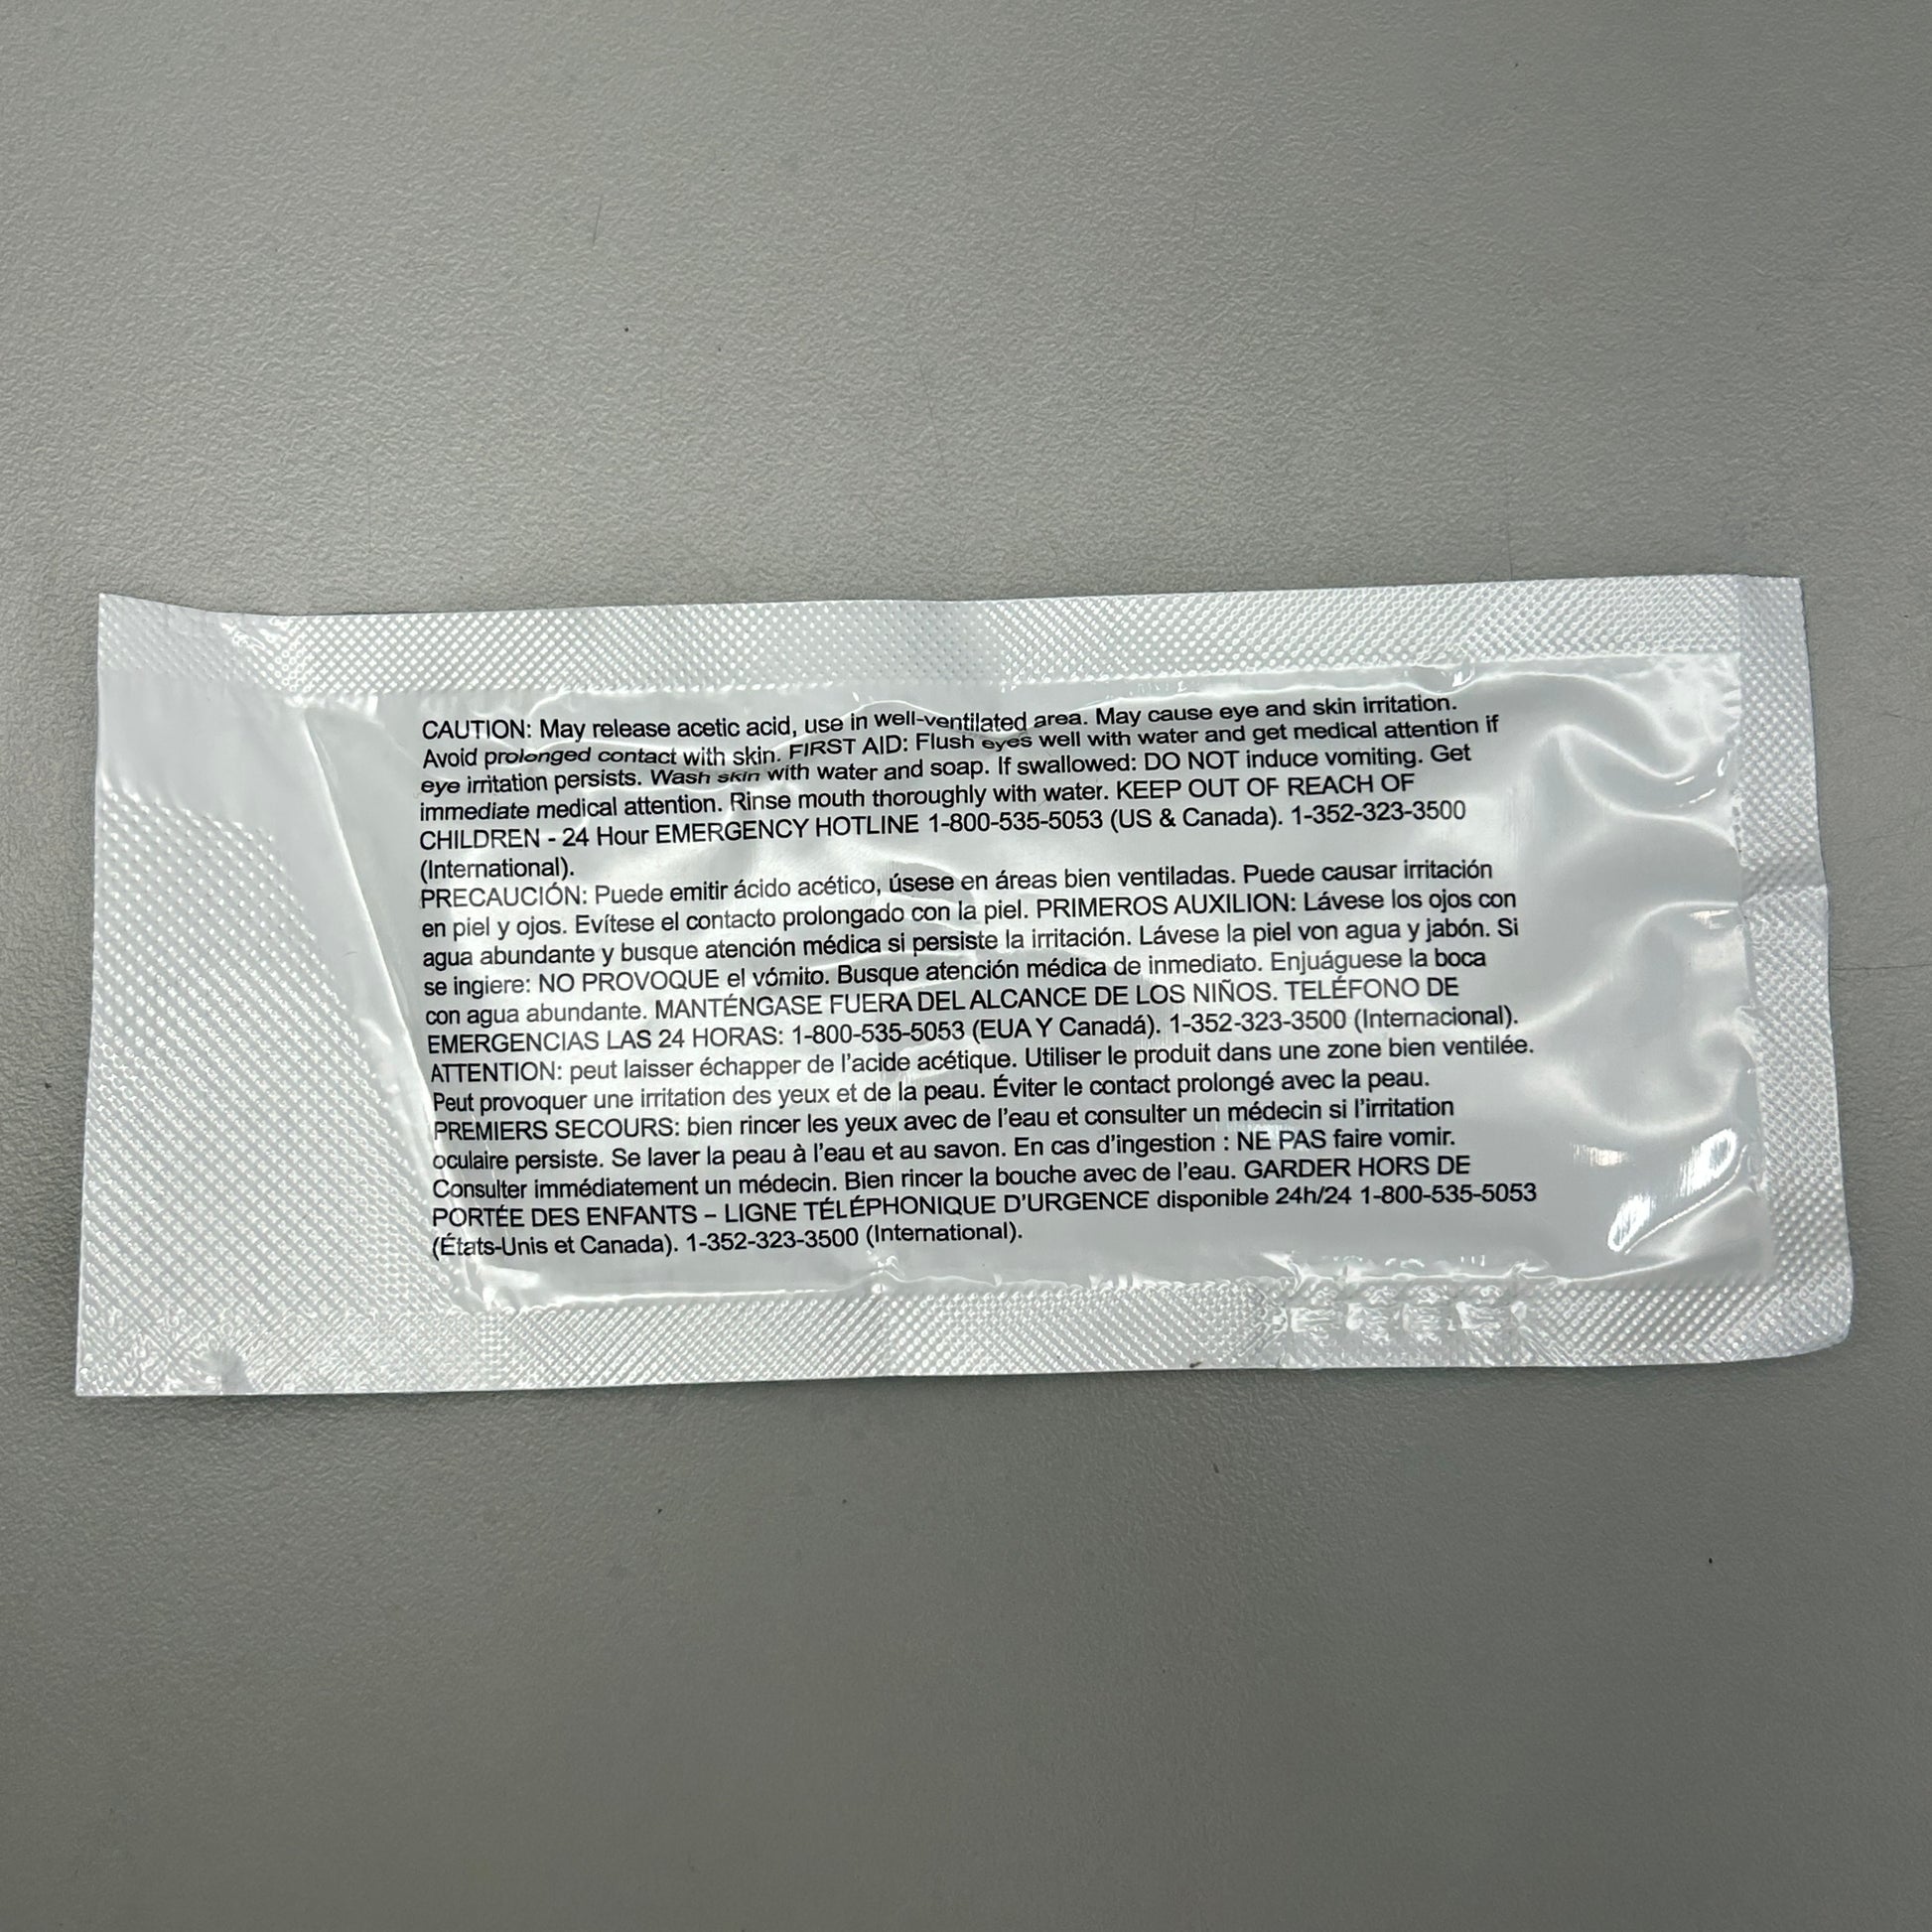 CAUTION: May release acetic acid, use in well-ventilated area. May cause eye and skin irritation.
Avoid prolonged contact with skin. FIRST AID: Flush eyes well with water and get medical attention if
eye irritation persists. Wash skin with water and soap. If swallowed: DO NOT induce vomiting. Get
immediate medical attention. Rinse mouth thoroughly with water. KEEP OUT OF REACH OF
CHILDREN - 24 Hour EMERGENCY HOTLINE 1-800-535-5053 (US & Canada). 1-352-323-3500
(International).
PRECAUCIÓN: Puede emitir ácido acético, úsese en áreas bien ventiladas. Puede causar irritación
en piel y ojos. Evítese el contacto prolongado con la piel. PRIMEROS AUXILION: Lávese los ojos con
agua abundante y busque atención médica si persiste la irritación. Lávese la piel von agua y jabón. Si
se ingiere: NO PROVOQUE el vómito. Busque atención médica de inmediato. Enjuáguese la boca
con agua abundante. MANTÉNGASE FUERA DEL ALCANCE DE LOS NIÑOS. TELÉFONO DE
EMERGENCIAS LAS 24 HORAS: 1-800-535-5053 (EUA Y Canadá). 1-352-323-3500 (Internacional).
ATTENTION: peut laisser échapper de l'acide acétique. Utiliser le produit dans une zone bien ventilée.
Peut provoquer une irritation des yeux et de la peau. Éviter le contact prolongé avec la peau.
PREMIERS SECOURS: bien rincer les yeux avec de l'eau et consulter un médecin si l'irritation
oculaire persiste. Se laver la peau à l'eau et au savon. En cas d'ingestion : NE PAS faire vomir.
Consulter immédiatement un médecin. Bien rincer la bouche avec de l'eau. GARDER HORS DE
PORTÉE DES ENFANTS – LIGNE TÉLÉPHONIQUE D'URGENCE disponible 24h/24 1-800-535-5053
(États-Unis et Canada). 1-352-323-3500 (International).